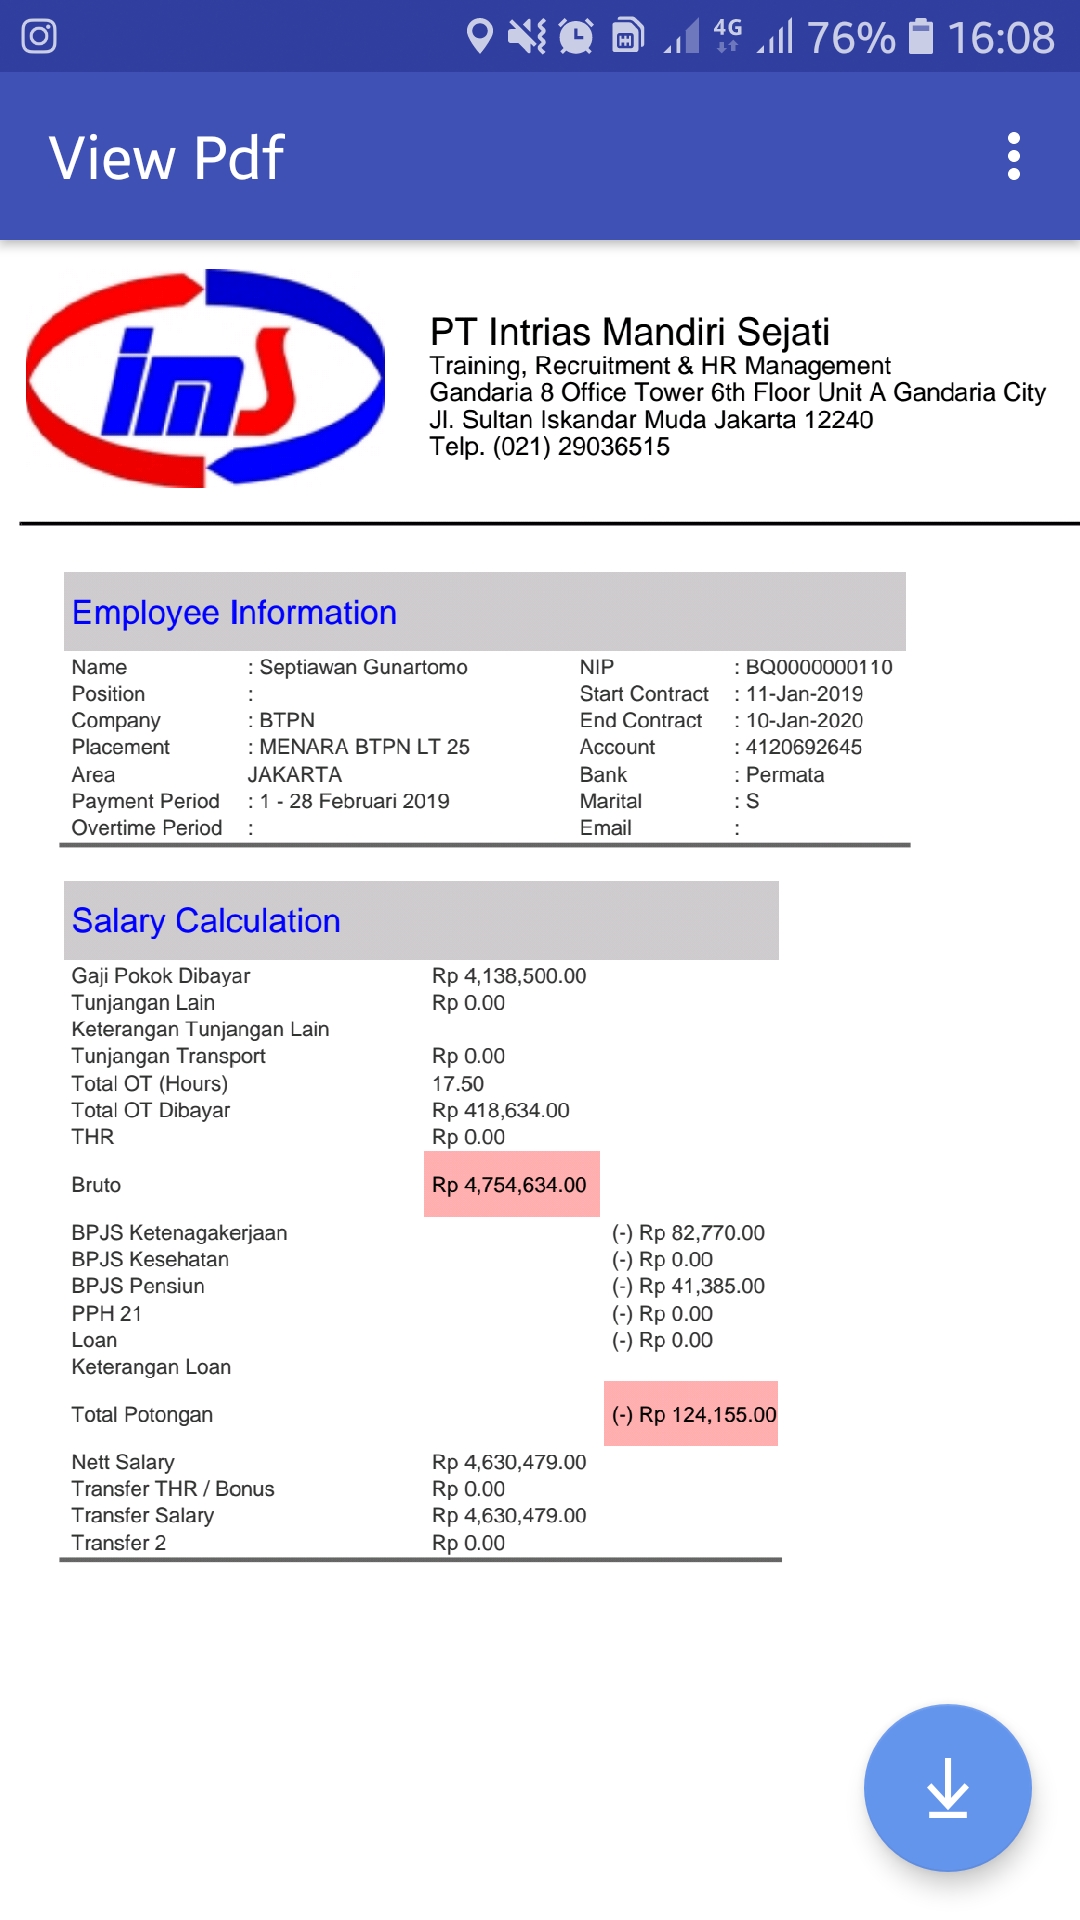 4G 76% 16:08
View Pdf
ims
PT Intrias Mandiri Sejati
Training, Recruitment & HR Management
Gandaria 8 Office Tower 6th Floor Unit A Gandaria City
Jl. Sultan Iskandar Muda Jakarta 12240
Telp. (021) 29036515
Employee Information
Name : Septiawan Gunartomo NIP : BQ0000000110
Position : Start Contract : 11-Jan-2019
Company : BTPN End Contract : 10-Jan-2020
Placement : MENARA BTPN LT 25 Account : 4120692645
Area JAKARTA Bank : Permata
Payment Period : 1 - 28 Februari 2019 Marital : S
Overtime Period : Email :
Salary Calculation
Gaji Pokok Dibayar Rp 4,138,500.00
Tunjangan Lain Rp 0.00
Keterangan Tunjangan Lain
Tunjangan Transport Rp 0.00
Total OT (Hours) 17.50
Total OT Dibayar Rp 418,634.00
THR Rp 0.00
Bruto Rp 4,754,634.00
BPJS Ketenagakerjaan (-) Rp 82,770.00
BPJS Kesehatan (-) Rp 0.00
BPJS Pensiun (-) Rp 41,385.00
PPH 21 (-) Rp 0.00
Loan (-) Rp 0.00
Keterangan Loan
Total Potongan (-) Rp 124,155.00
Nett Salary Rp 4,630,479.00
Transfer THR / Bonus Rp 0.00
Transfer Salary Rp 4,630,479.00
Transfer 2 Rp 0.00